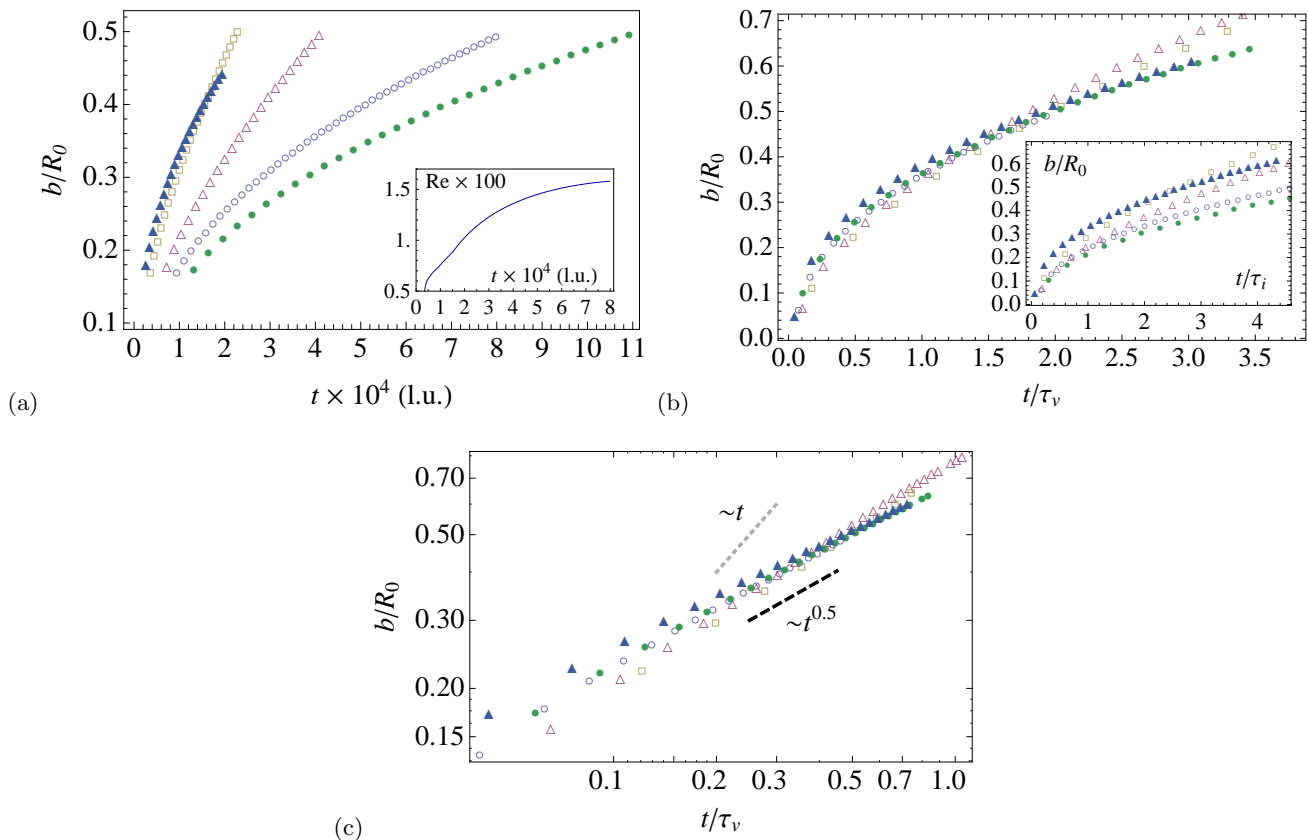 0.5
0.4
0.3
0.2
0.1
b/R₀
0 1 2 3 4 5 6 7 8 9 10 11
t × 10⁴ (l.u.)
Re × 100
1.5
1
0.5
t × 10⁴ (l.u.)
0 1 2 3 4 5 6 7 8
(a)
0.7
0.6
0.5
0.4
0.3
0.2
0.1
0.0
b/R₀
0.0 0.5 1.0 1.5 2.0 2.5 3.0 3.5
t/τᵥ
b/R₀
0.6
0.5
0.4
0.3
0.2
0.1
0.0
t/τᵢ
0 1 2 3 4
(b)
0.70
0.50
0.30
0.20
0.15
b/R₀
~t
~t⁰·⁵
0.1 0.2 0.3 0.5 0.7 1.0
t/τᵥ
(c)